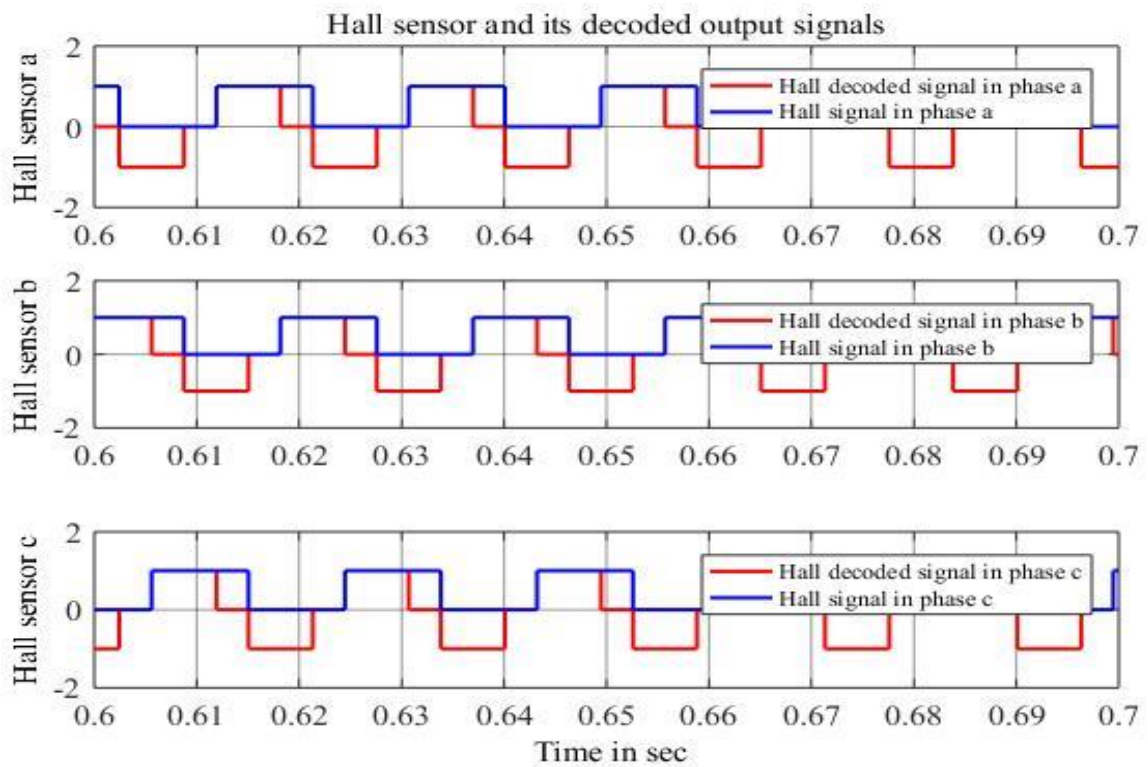 Hall sensor and its decoded output signals
Hall sensor a
2
0
-2
Hall decoded signal in phase a
Hall signal in phase a
0.6 0.61 0.62 0.63 0.64 0.65 0.66 0.67 0.68 0.69 0.7
Hall sensor b
2
0
-2
Hall decoded signal in phase b
Hall signal in phase b
0.6 0.61 0.62 0.63 0.64 0.65 0.66 0.67 0.68 0.69 0.7
Hall sensor c
2
0
-2
Hall decoded signal in phase c
Hall signal in phase c
0.6 0.61 0.62 0.63 0.64 0.65 0.66 0.67 0.68 0.69 0.7
Time in sec